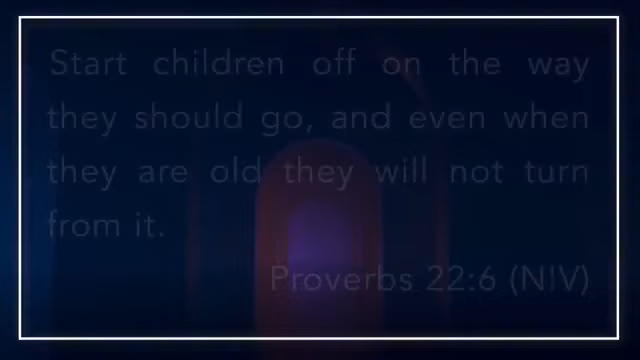 Start children off on the way
they should go, and even when
they are old they will not turn
from it.
Proverbs 22:6 (NIV)